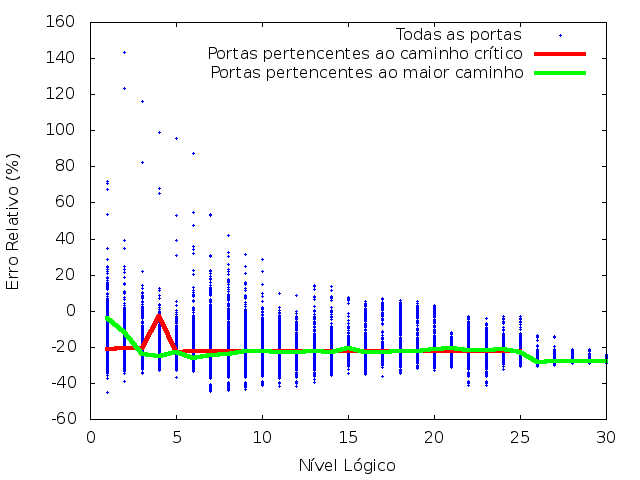 Todas as portas
Portas pertencentes ao caminho crítico
Portas pertencentes ao maior caminho
160
140
120
100
80
60
40
20
0
-20
-40
-60
Erro Relativo (%)
0 5 10 15 20 25 30
Nível Lógico